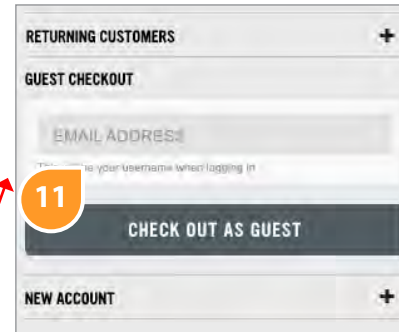 RETURNING CUSTOMERS +
GUEST CHECKOUT
EMAIL ADDRESS
your username when logging in
11
CHECK OUT AS GUEST
NEW ACCOUNT +